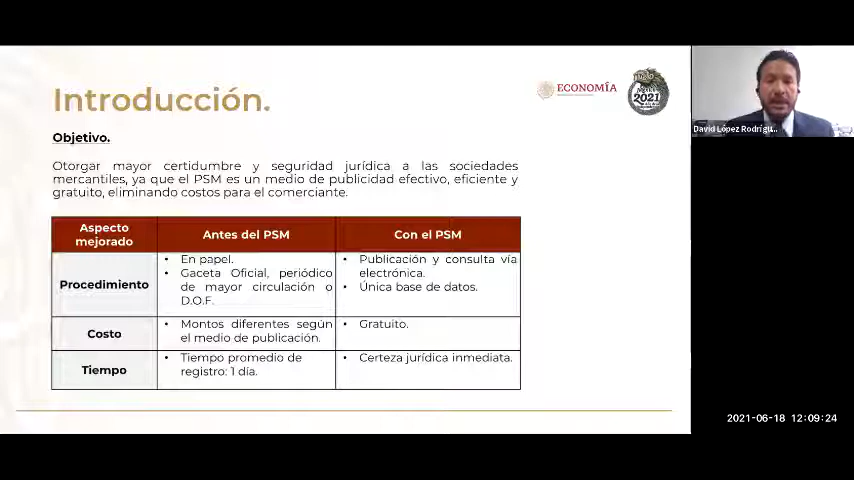 Introducción.
ECONOMÍA
2021
Objetivo.
Otorgar mayor certidumbre y seguridad jurídica a las sociedades
mercantiles, ya que el PSM es un medio de publicidad efectivo, eficiente y
gratuito, eliminando costos para el comerciante.
Aspecto
mejorado
Antes del PSM
Con el PSM
Procedimiento
• En papel.
• Gaceta Oficial, periódico
de mayor circulación o
D.O.F.
• Publicación y consulta vía
electrónica.
• Única base de datos.
Costo
• Montos diferentes según
el medio de publicación.
• Gratuito.
Tiempo
• Tiempo promedio de
registro: 1 día.
• Certeza jurídica inmediata.
David López Rodrígu...
2021-06-18 12:09:24